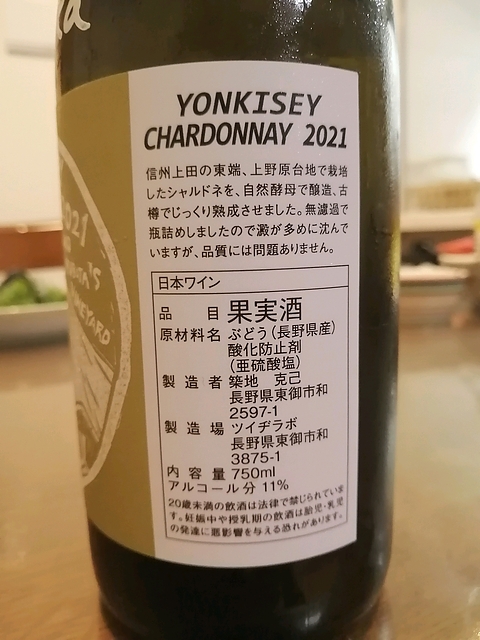 YONKISEY
CHARDONNAY 2021
信州上田の東端、上野原台地で栽培
したシャルドネを、自然酵母で醸造、古
樽でじっくり熟成させました。無濾過で
瓶詰めしましたので澱が多めに沈んで
いますが、品質には問題ありません。
日本ワイン
品 目 果実酒
原材料名 ぶどう(長野県産)
酸化防止剤
(亜硫酸塩)
製造者 築地 克己
長野県東御市和
2597-1
製造場 ツイヂラボ
長野県東御市和
3875-1
内容量 750ml
アルコール分 11%
20歳未満の飲酒は法律で禁じられていま
す。妊娠中や授乳期の飲酒は胎児・乳児
の発達に悪影響を与える恐れがあります。
2021
VINEYARD